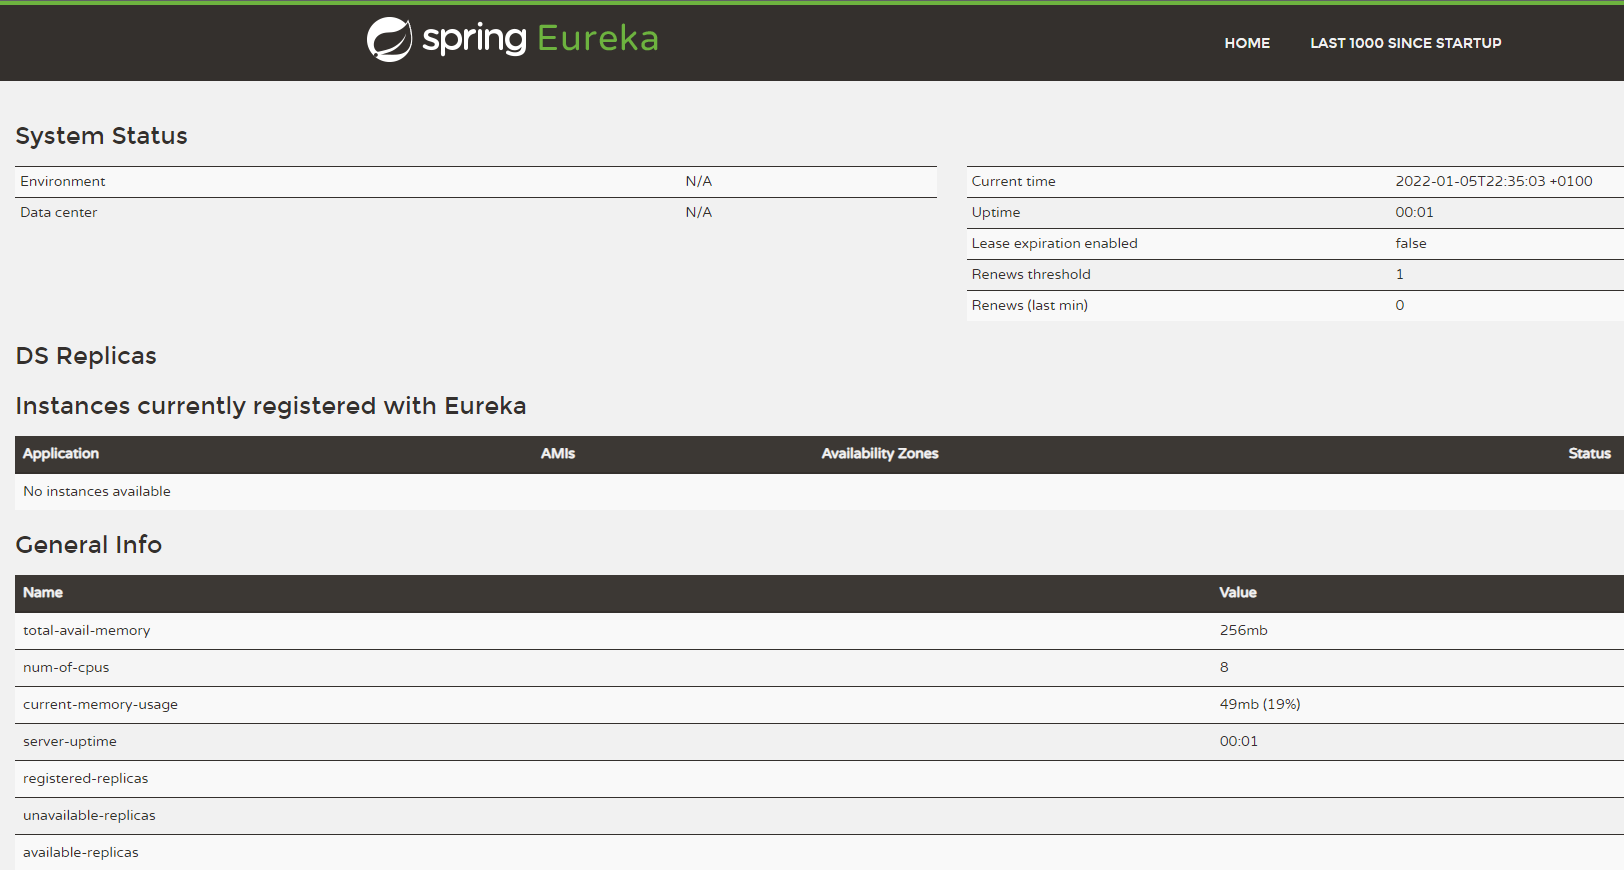 spring Eureka
HOME LAST 1000 SINCE STARTUP
System Status
Environment N/A
Data center N/A
Current time 2022-01-05T22:35:03 +0100
Uptime 00:01
Lease expiration enabled false
Renews threshold 1
Renews (last min) 0
DS Replicas
Instances currently registered with Eureka
Application AMIs Availability Zones Status
No instances available
General Info
Name Value
total-avail-memory 256mb
num-of-cpus 8
current-memory-usage 49mb (19%)
server-uptime 00:01
registered-replicas
unavailable-replicas
available-replicas